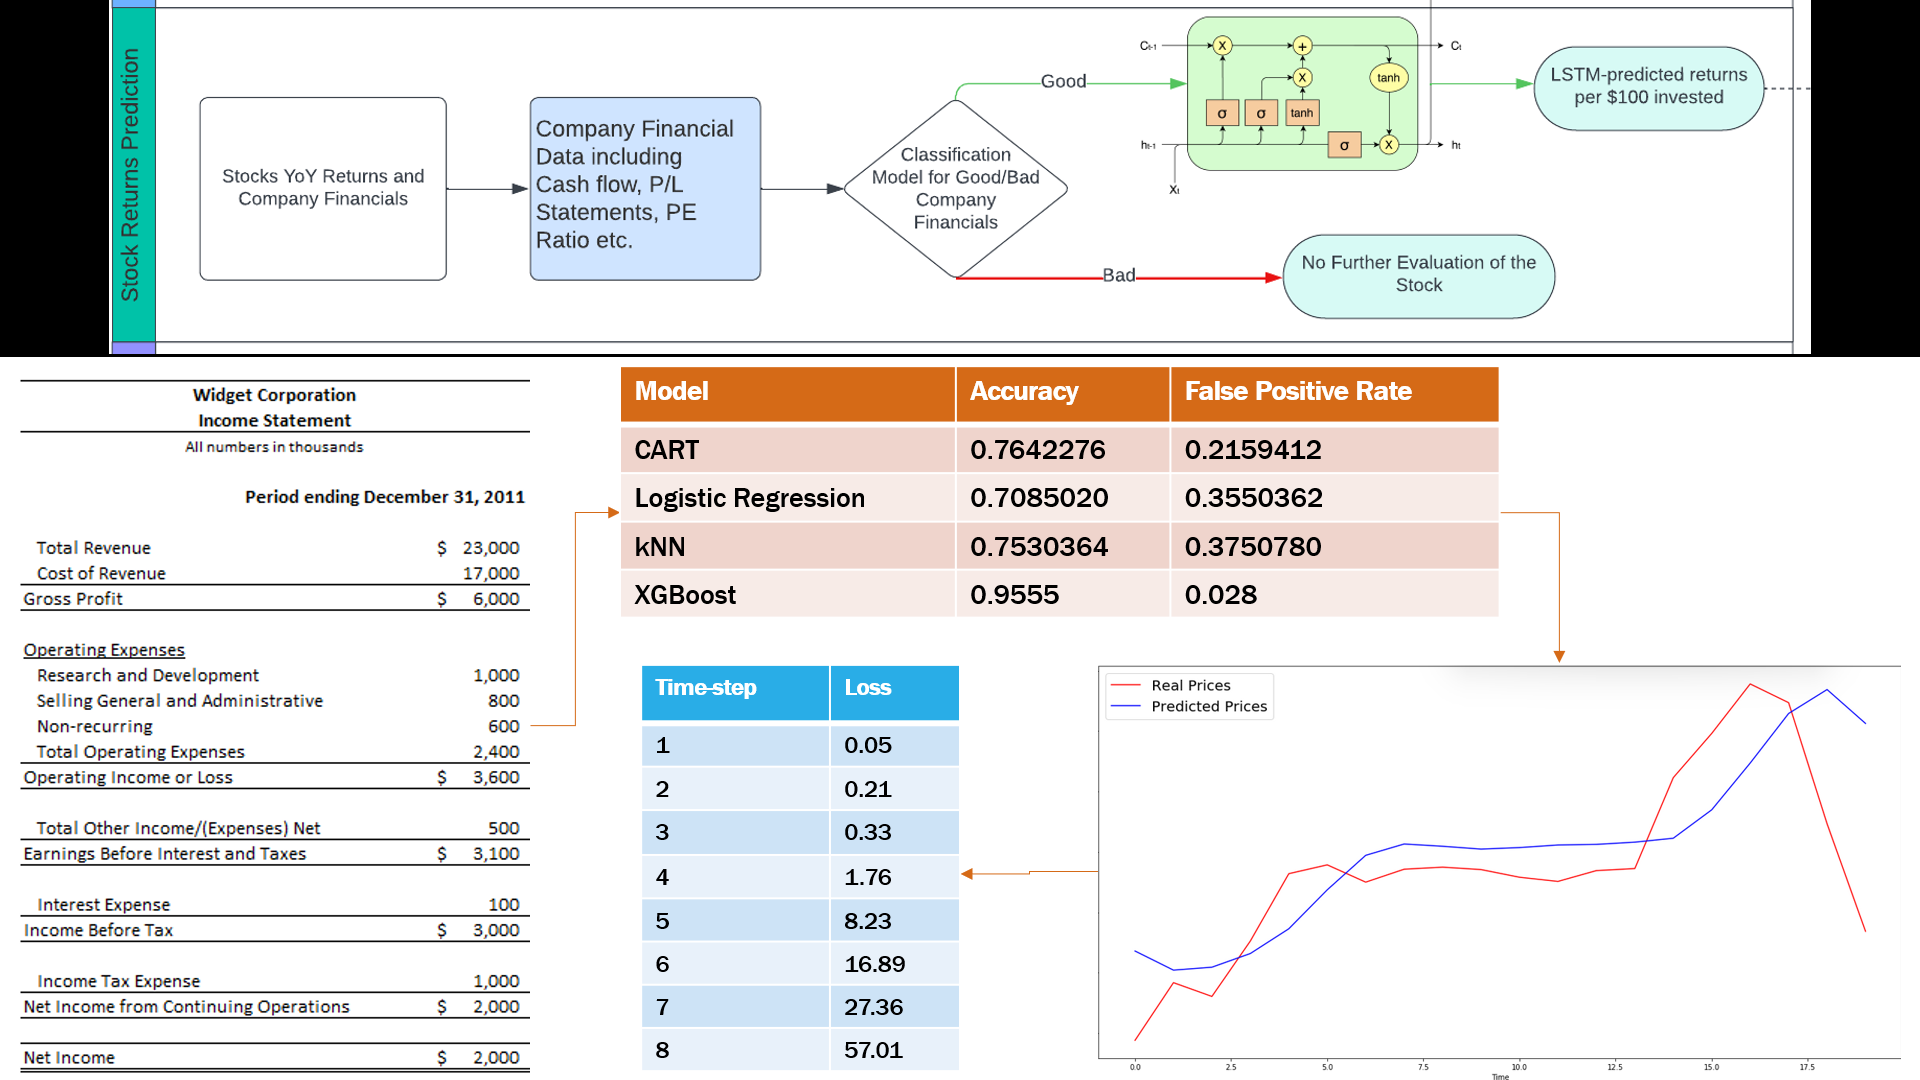 Stock Returns Prediction
Stocks YoY Returns and
Company Financials
Company Financial
Data including
Cash flow, P/L
Statements, PE
Ratio etc.
Classification
Model for Good/Bad
Company
Financials
Good
Bad
Ct-1
Ct
X
+
X
tanh
σ
σ
tanh
σ
X
ht-1
ht
Xt
LSTM-predicted returns
per $100 invested
No Further Evaluation of the
Stock
Widget Corporation
Income Statement
All numbers in thousands
Period ending December 31, 2011
Total Revenue $ 23,000
Cost of Revenue 17,000
Gross Profit $ 6,000
Operating Expenses
Research and Development 1,000
Selling General and Administrative 800
Non-recurring 600
Total Operating Expenses 2,400
Operating Income or Loss $ 3,600
Total Other Income/(Expenses) Net 500
Earnings Before Interest and Taxes $ 3,100
Interest Expense 100
Income Before Tax $ 3,000
Income Tax Expense 1,000
Net Income from Continuing Operations $ 2,000
Net Income $ 2,000
Model Accuracy False Positive Rate
CART 0.7642276 0.2159412
Logistic Regression 0.7085020 0.3550362
kNN 0.7530364 0.3750780
XGBoost 0.9555 0.028
Time-step Loss
1 0.05
2 0.21
3 0.33
4 1.76
5 8.23
6 16.89
7 27.36
8 57.01
Real Prices
Predicted Prices
0.0 2.5 5.0 7.5 10.0 12.5 15.0 17.5
Time